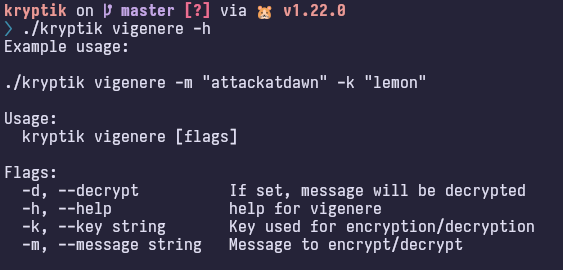 kryptik on master [?] via 🐹 v1.22.0
❯ ./kryptik vigenere -h
Example usage:
./kryptik vigenere -m "attackatdawn" -k "lemon"
Usage:
  kryptik vigenere [flags]
Flags:
  -d, --decrypt          If set, message will be decrypted
  -h, --help             help for vigenere
  -k, --key string       Key used for encryption/decryption
  -m, --message string   Message to encrypt/decrypt